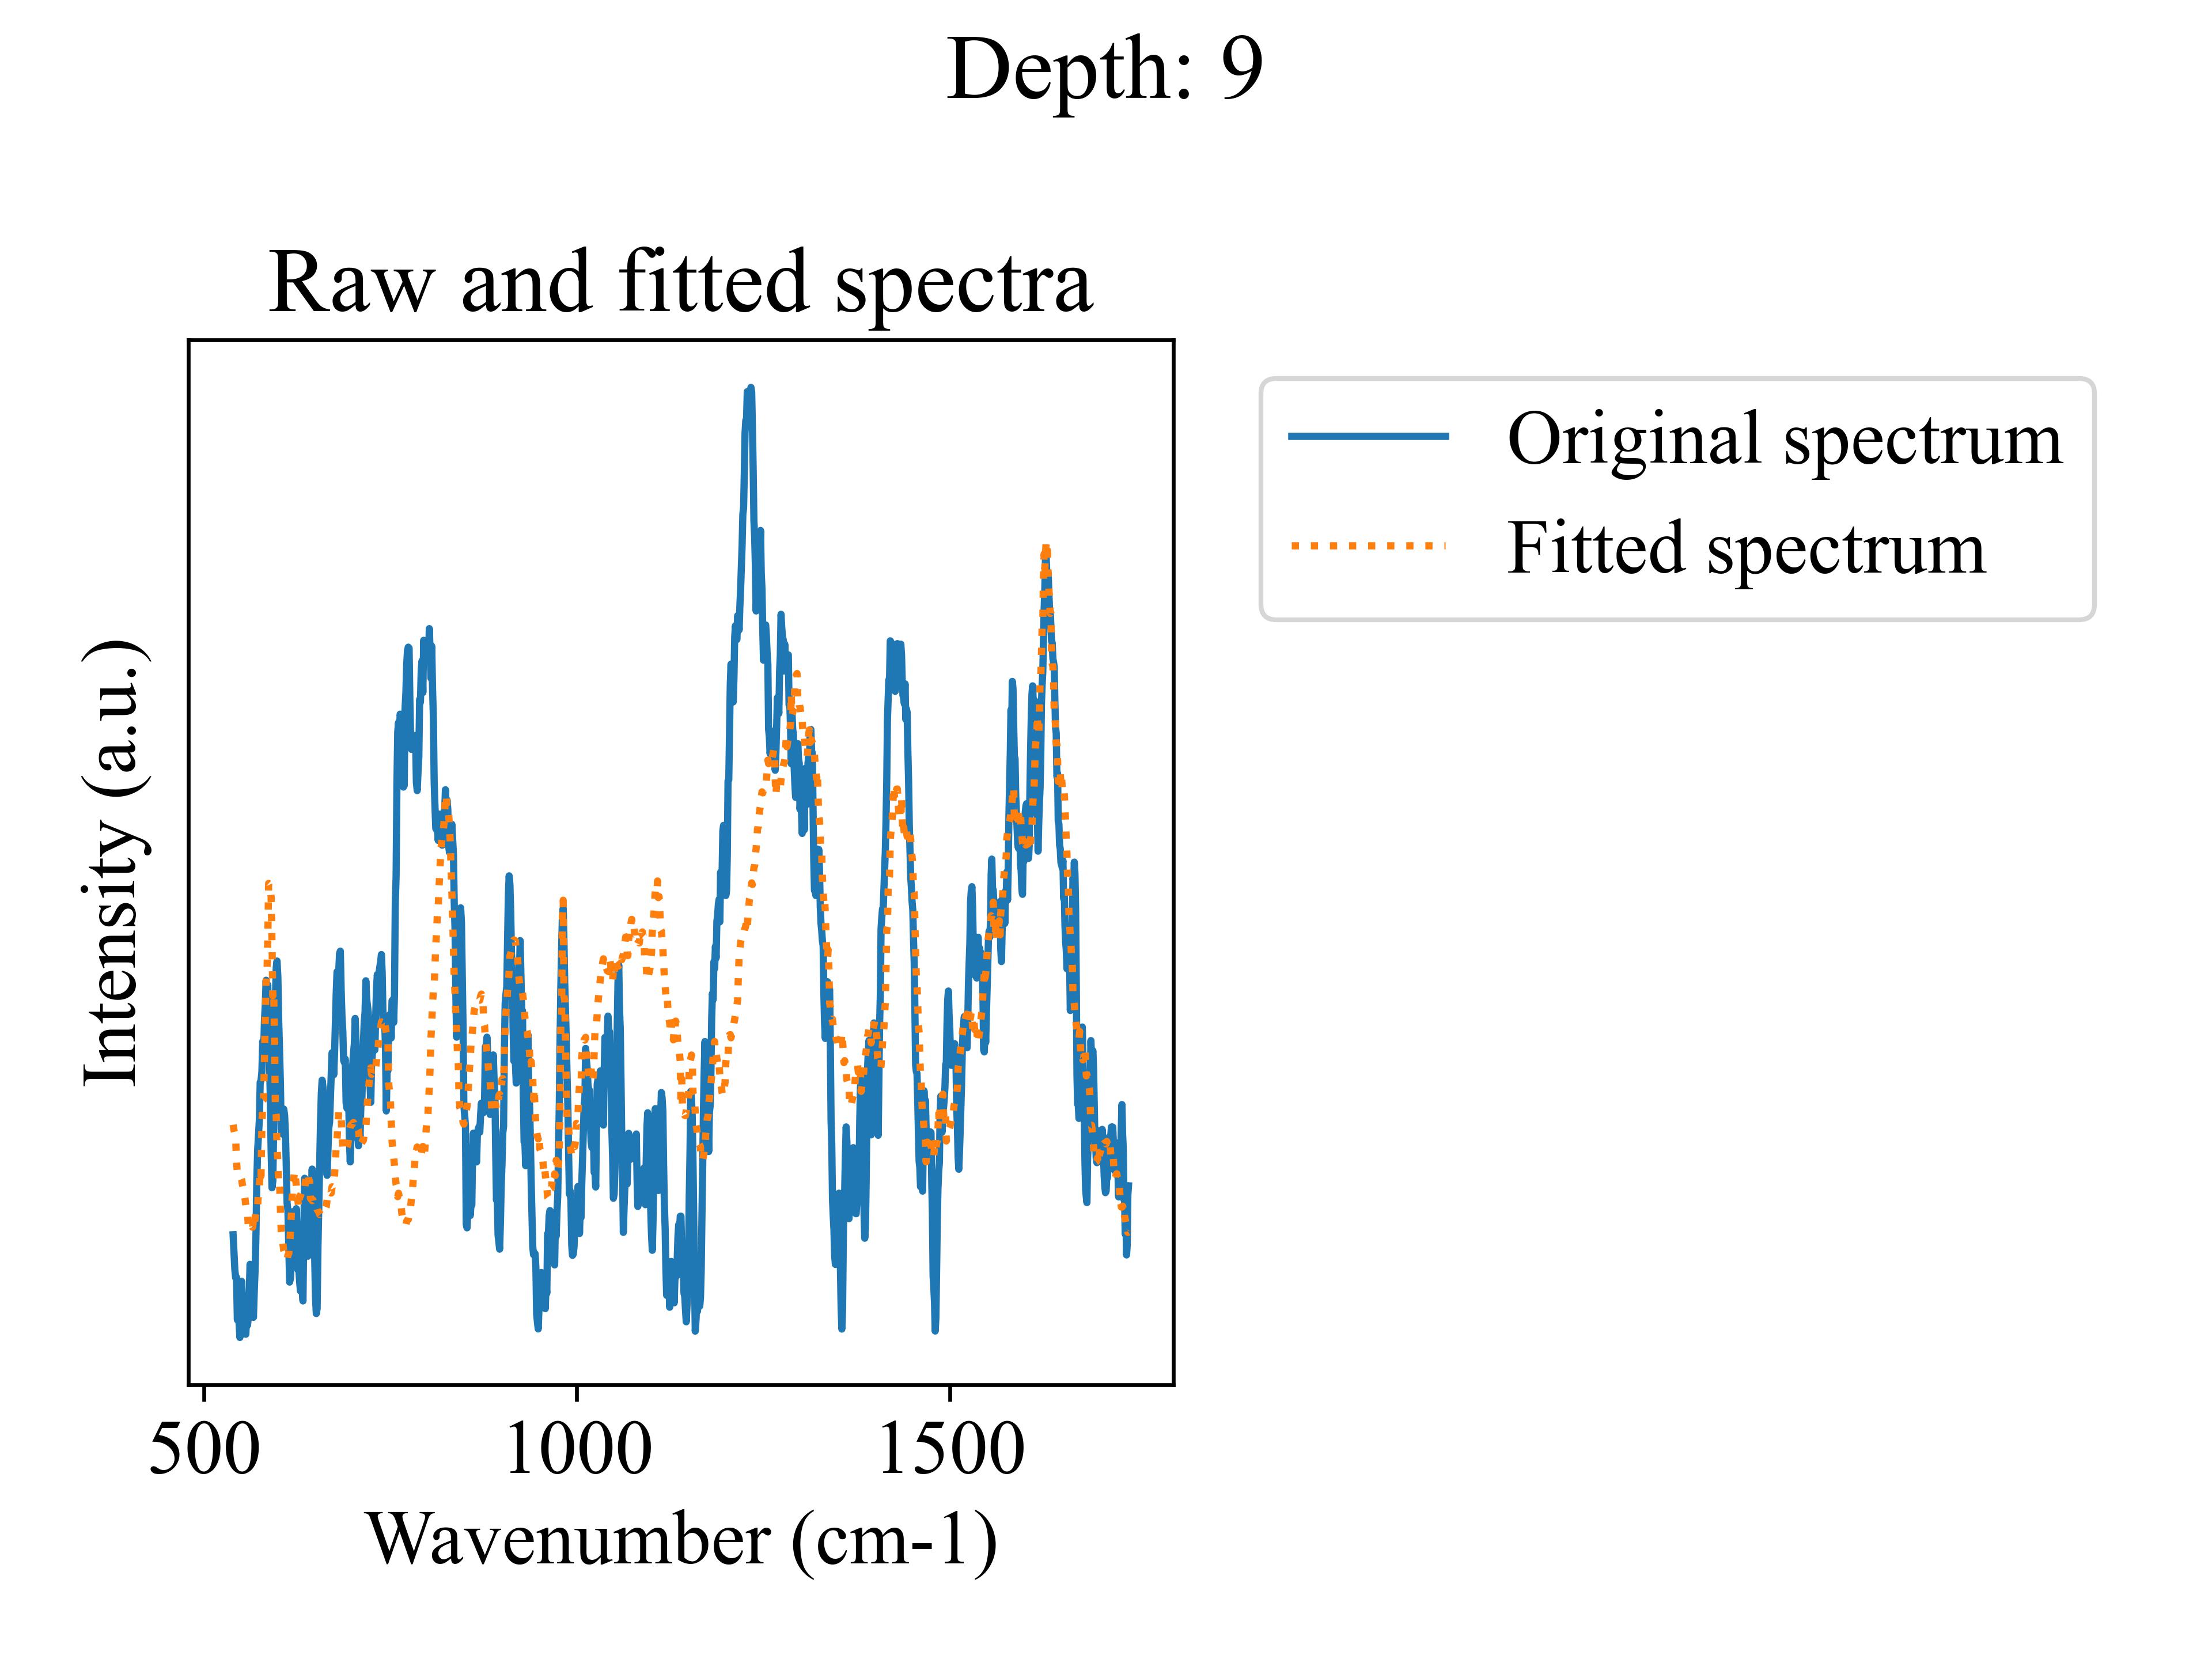 Depth: 9
Raw and fitted spectra
Original spectrum
Fitted spectrum
Intensity (a.u.)
500 1000 1500
Wavenumber (cm-1)